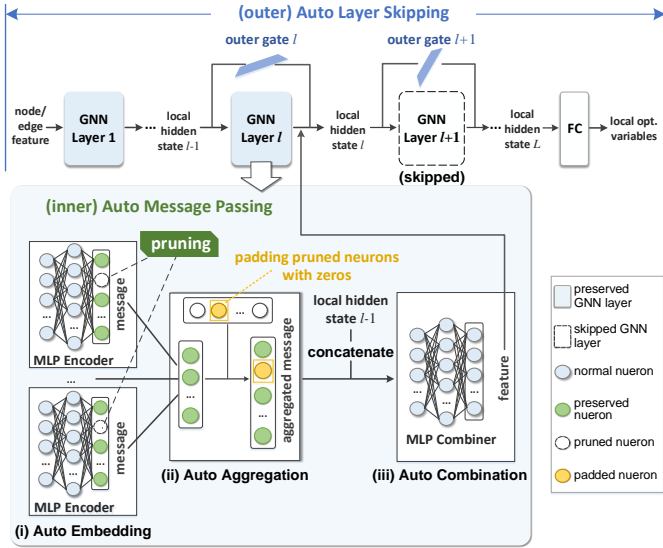 (outer) Auto Layer Skipping
outer gate l
outer gate l+1
node/
edge
feature
GNN
Layer 1
...
local
hidden
state l-1
GNN
Layer l
local
hidden
state l
GNN
Layer l+1
(skipped)
...
local
hidden
state L
FC
local opt.
variables
(inner) Auto Message Passing
pruning
...
...
message
MLP Encoder
...
...
...
message
MLP Encoder
(i) Auto Embedding
padding pruned neurons
with zeros
...
...
...
aggregated message
(ii) Auto Aggregation
local hidden
state l-1
concatenate
...
...
MLP Combiner
feature
(iii) Auto Combination
preserved
GNN layer
skipped GNN
layer
normal nueron
preserved
nueron
pruned nueron
padded nueron